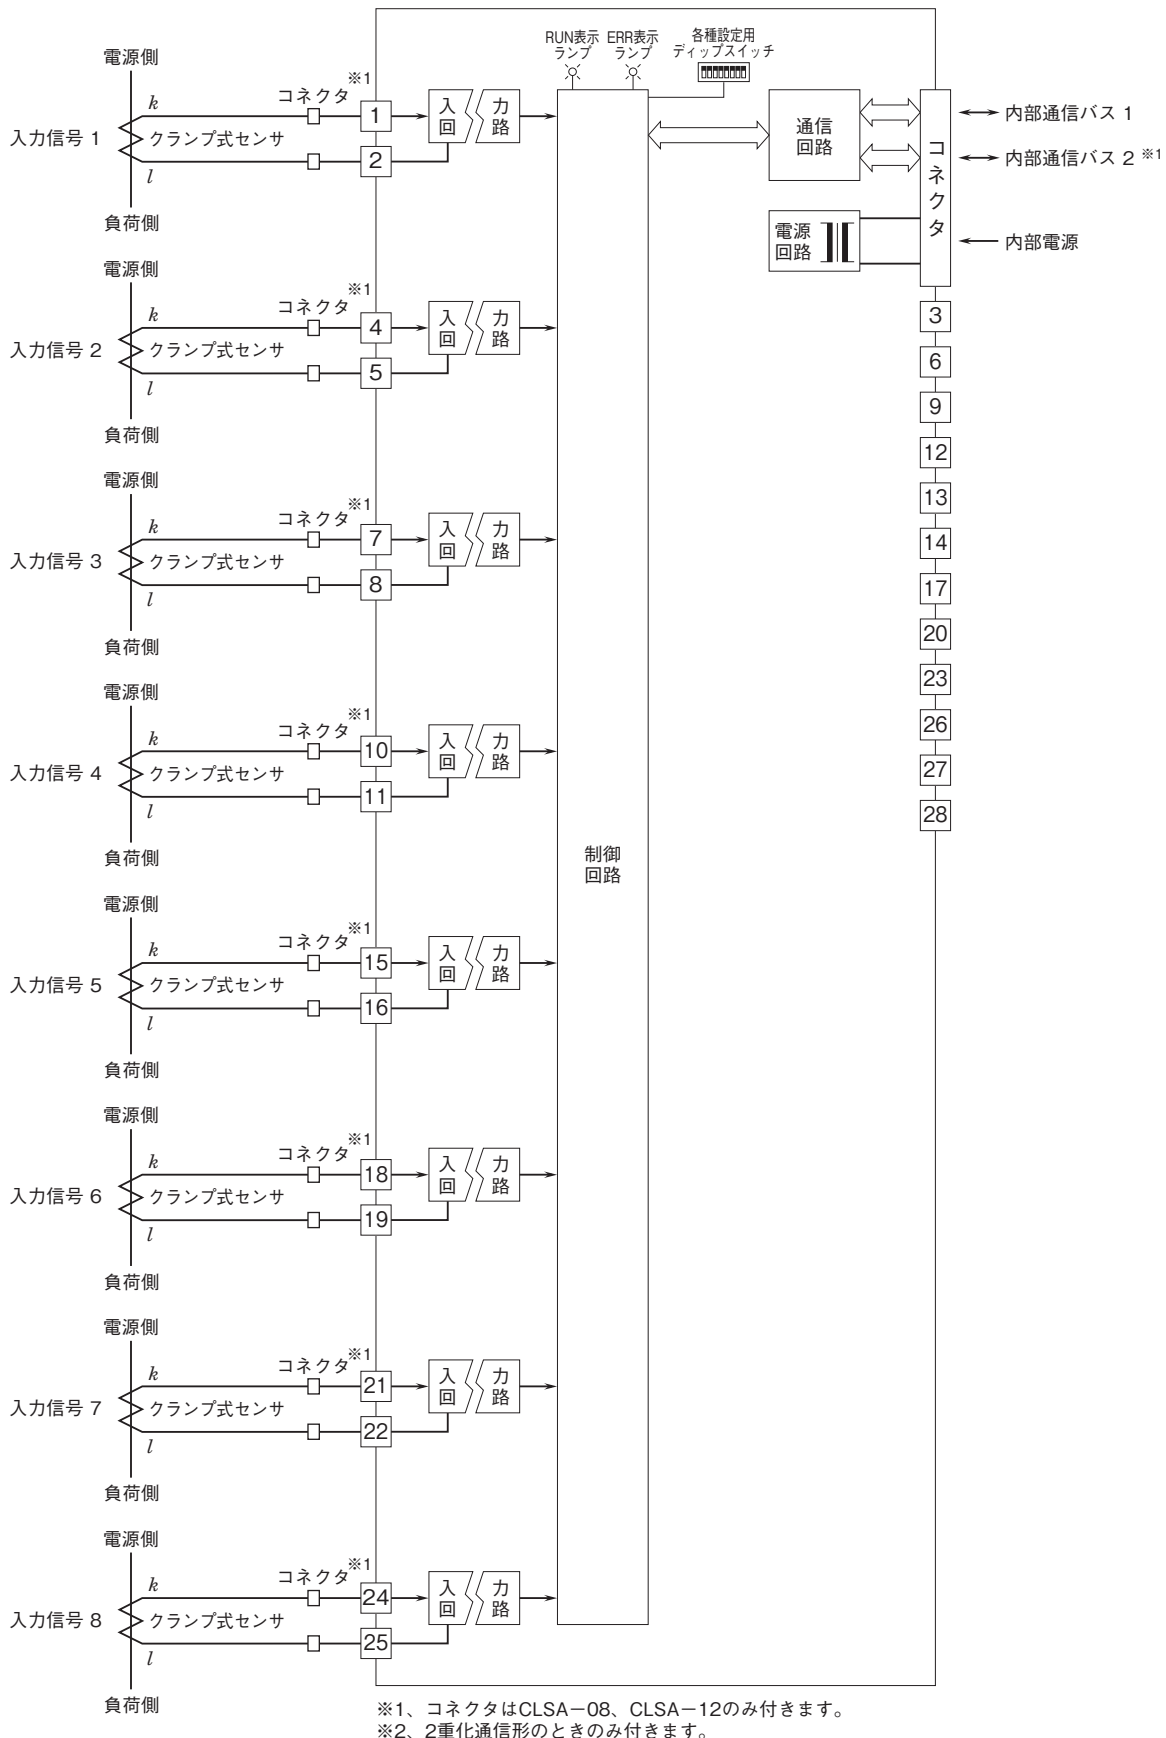 RUN表示
ランプ
ERR表示
ランプ
各種設定用
ディップスイッチ
電源側
k
コネクタ※1
1
入 力
回 路
入力信号 1
クランプ式センサ
l
2
負荷側
通信
回路
コネクタ
内部通信バス 1
内部通信バス 2 ※1
電源
回路
内部電源
電源側
k
コネクタ※1
4
入 力
回 路
入力信号 2
クランプ式センサ
l
5
負荷側
3
6
9
12
13
14
17
20
23
26
27
28
電源側
k
コネクタ※1
7
入 力
回 路
入力信号 3
クランプ式センサ
l
8
負荷側
電源側
k
コネクタ※1
10
入 力
回 路
入力信号 4
クランプ式センサ
l
11
負荷側
制御
回路
電源側
k
コネクタ※1
15
入 力
回 路
入力信号 5
クランプ式センサ
l
16
負荷側
電源側
k
コネクタ※1
18
入 力
回 路
入力信号 6
クランプ式センサ
l
19
負荷側
電源側
k
コネクタ※1
21
入 力
回 路
入力信号 7
クランプ式センサ
l
22
負荷側
電源側
k
コネクタ※1
24
入 力
回 路
入力信号 8
クランプ式センサ
l
25
負荷側
※1、コネクタはCLSA−08、CLSA−12のみ付きます。
※2、2重化通信形のときのみ付きます。